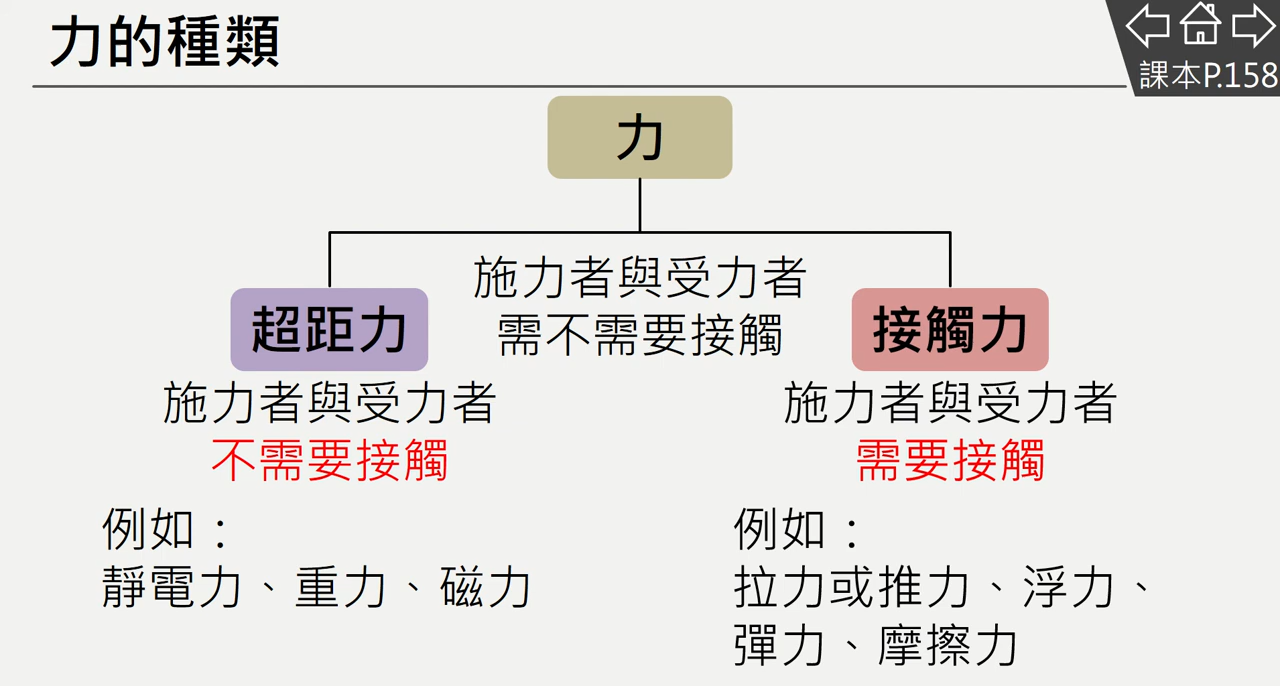 力的種類
課本P.158
力
施力者與受力者
需不需要接觸
超距力
施力者與受力者
不需要接觸
例如：
靜電力、重力、磁力
接觸力
施力者與受力者
需要接觸
例如：
拉力或推力、浮力、
彈力、摩擦力